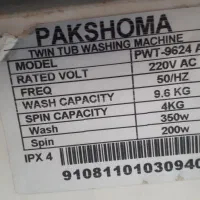 PAKSHOMA
TWIN TUB WASHING MACHINE
MODEL PWT-9624 A
RATED VOLT 220V AC
FREQ 50/HZ
WASH CAPACITY 9.6 KG
SPIN CAPACITY 4KG
Wash 350w
Spin 200w
IPX 4
91081101030940